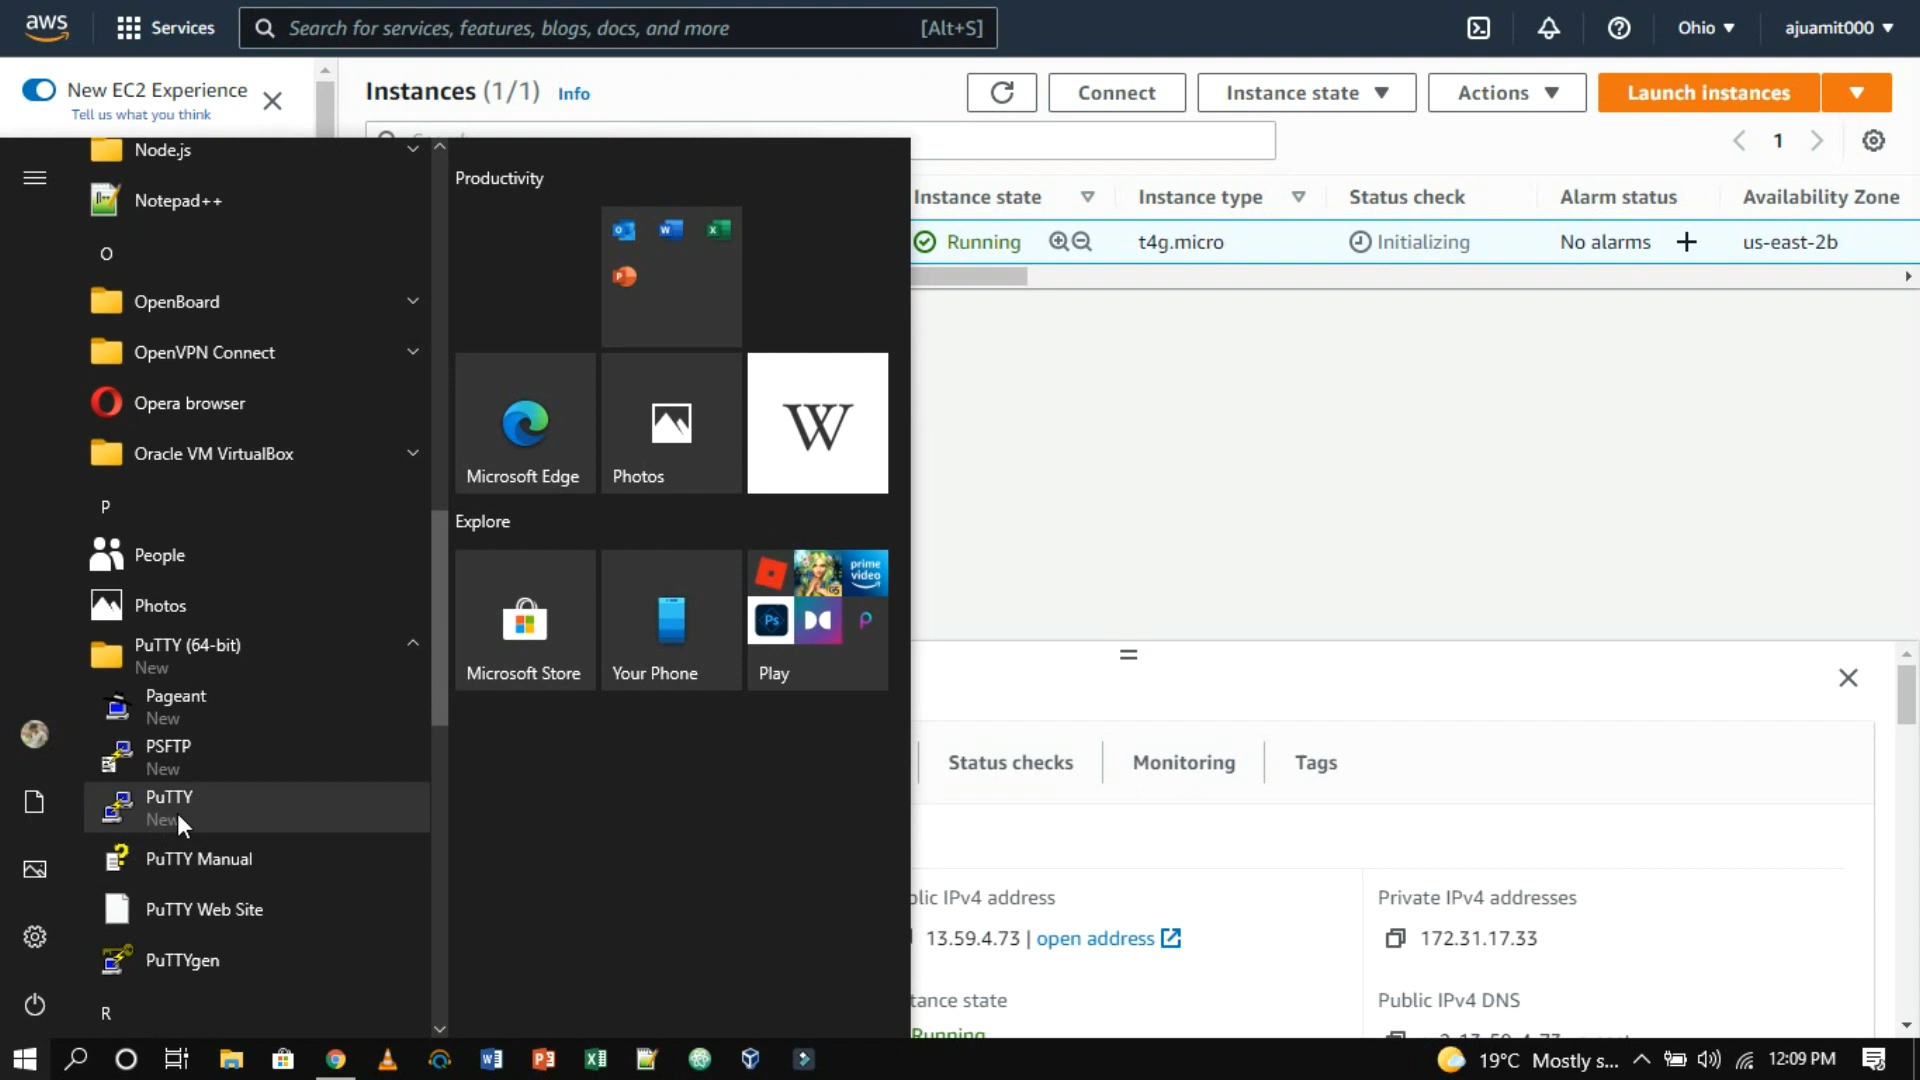 aws
Services
Search for services, features, blogs, docs, and more
[Alt+S]
Ohio
ajuamit000
New EC2 Experience
Tell us what you think
Instances (1/1) Info
Connect
Instance state
Actions
Launch instances
1
Instance state
Instance type
Status check
Alarm status
Availability Zone
Running
t4g.micro
Initializing
No alarms
us-east-2b
Node.js
Notepad++
O
OpenBoard
OpenVPN Connect
Opera browser
Oracle VM VirtualBox
P
People
Photos
PuTTY (64-bit)
New
Pageant
New
PSFTP
New
PuTTY
New
PuTTY Manual
PuTTY Web Site
PuTTYgen
R
Productivity
Microsoft Edge
Photos
W
Explore
Microsoft Store
Your Phone
prime
video
Ps
Play
Status checks
Monitoring
Tags
blic IPv4 address
13.59.4.73 | open address
Private IPv4 addresses
172.31.17.33
tance state
Running
Public IPv4 DNS
19°C Mostly s...
12:09 PM